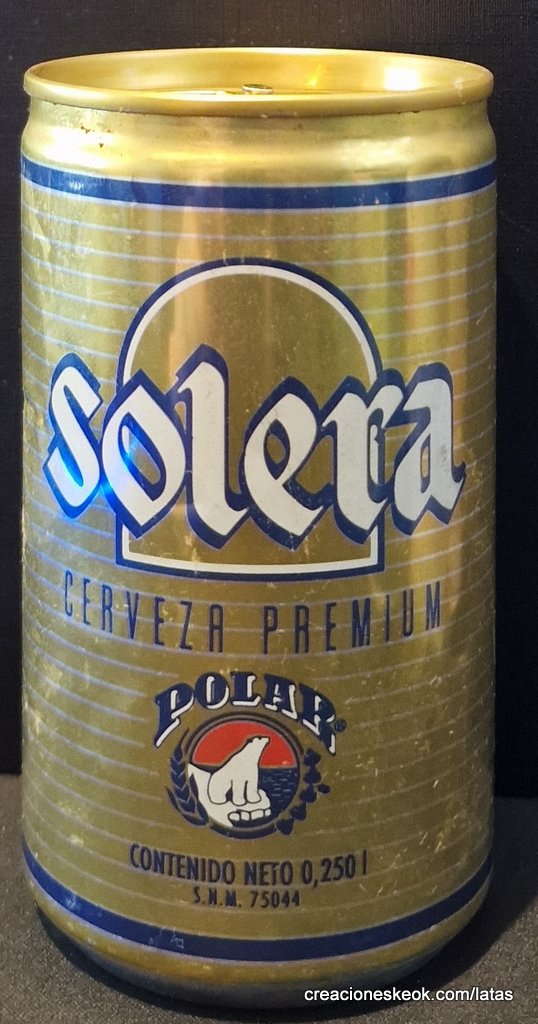 Solera
CERVEZA PREMIUM
POLAR®
CONTENIDO NETO 0,250 l
S.N.M. 75044
creacioneskeok.com/latas